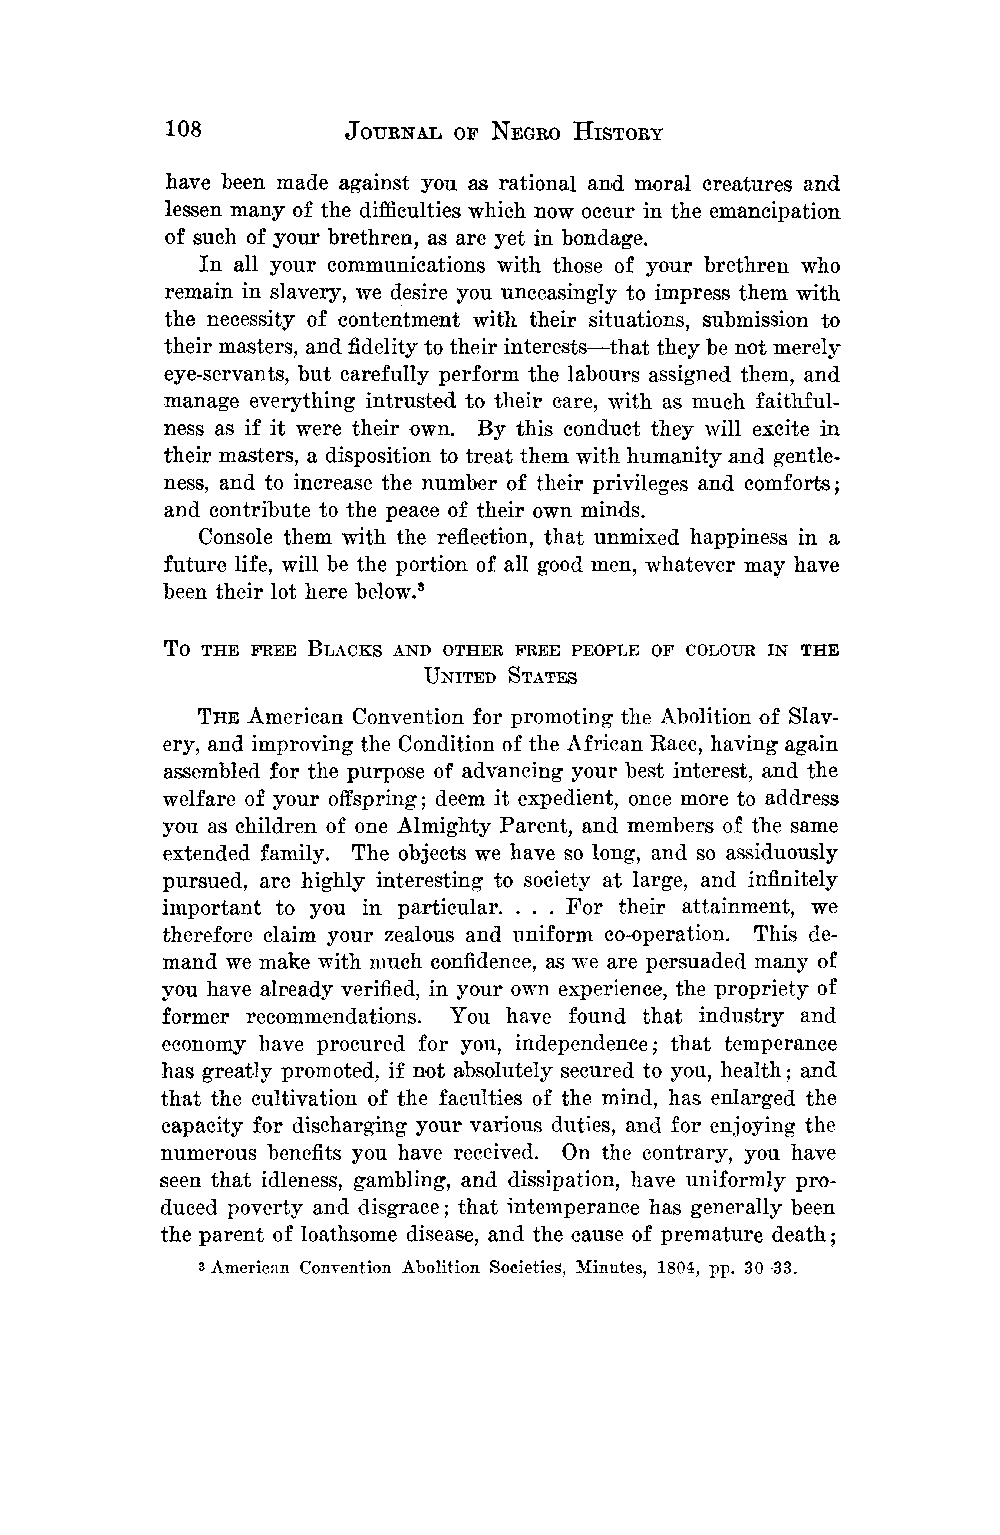 108 JOURNAL OF NEGRO HISTORY
have been made against you as rational and moral creatures and
lessen many of the difficulties which now occur in the emancipation
of such of your brethren, as are yet in bondage.
In all your communications with those of your brethren who
remain in slavery, we desire you unceasingly to impress them with
the necessity of contentment with their situations, submission to
their masters, and fidelity to their interests—that they be not merely
eye-servants, but carefully perform the labours assigned them, and
manage everything intrusted to their care, with as much faithful-
ness as if it were their own. By this conduct they will excite in
their masters, a disposition to treat them with humanity and gentle-
ness, and to increase the number of their privileges and comforts;
and contribute to the peace of their own minds.
Console them with the reflection, that unmixed happiness in a
future life, will be the portion of all good men, whatever may have
been their lot here below.³
TO THE FREE BLACKS AND OTHER FREE PEOPLE OF COLOUR IN THE
UNITED STATES
THE American Convention for promoting the Abolition of Slav-
ery, and improving the Condition of the African Race, having again
assembled for the purpose of advancing your best interest, and the
welfare of your offspring; deem it expedient, once more to address
you as children of one Almighty Parent, and members of the same
extended family. The objects we have so long, and so assiduously
pursued, are highly interesting to society at large, and infinitely
important to you in particular. . . . For their attainment, we
therefore claim your zealous and uniform co-operation. This de-
mand we make with much confidence, as we are persuaded many of
you have already verified, in your own experience, the propriety of
former recommendations. You have found that industry and
economy have procured for you, independence; that temperance
has greatly promoted, if not absolutely secured to you, health; and
that the cultivation of the faculties of the mind, has enlarged the
capacity for discharging your various duties, and for enjoying the
numerous benefits you have received. On the contrary, you have
seen that idleness, gambling, and dissipation, have uniformly pro-
duced poverty and disgrace; that intemperance has generally been
the parent of loathsome disease, and the cause of premature death;
³ American Convention Abolition Societies, Minutes, 1804, pp. 30-33.